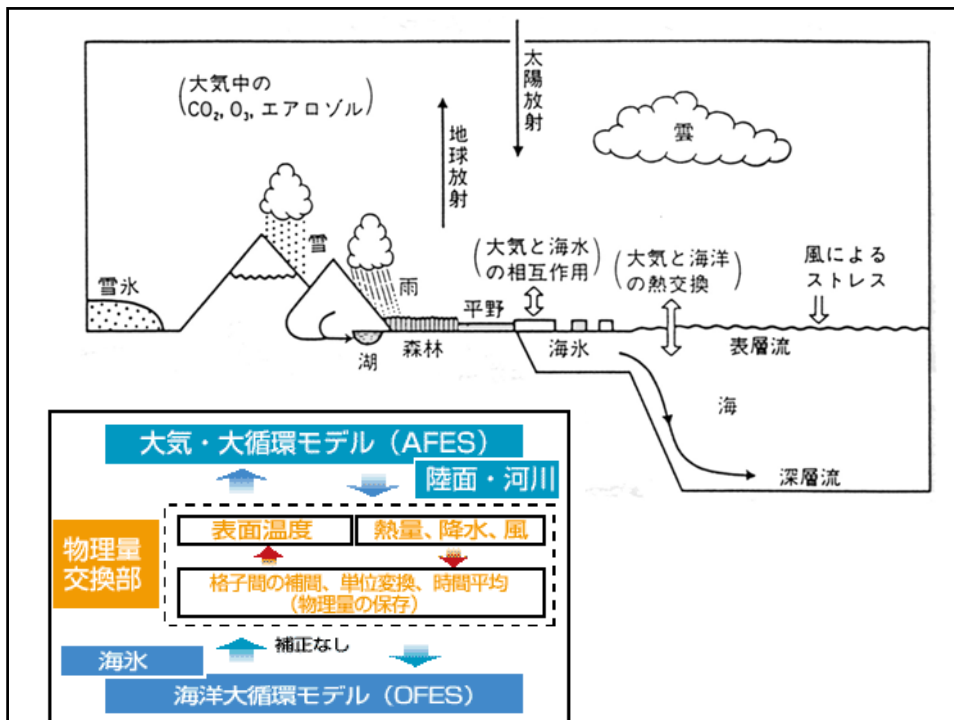 (大気中の
CO₂, O₃, エアロゾル)
太陽放射
地球放射
雲
雪
雨
雪氷
(大気と海水
の相互作用)
(大気と海洋
の熱交換)
風による
ストレス
平野
湖
森林
海氷
表層流
海
深層流
大気・大循環モデル（AFES）
陸面・河川
物理量
交換部
表面温度
熱量、降水、風
格子間の補間、単位変換、時間平均
（物理量の保存）
補正なし
海氷
海洋大循環モデル（OFES）